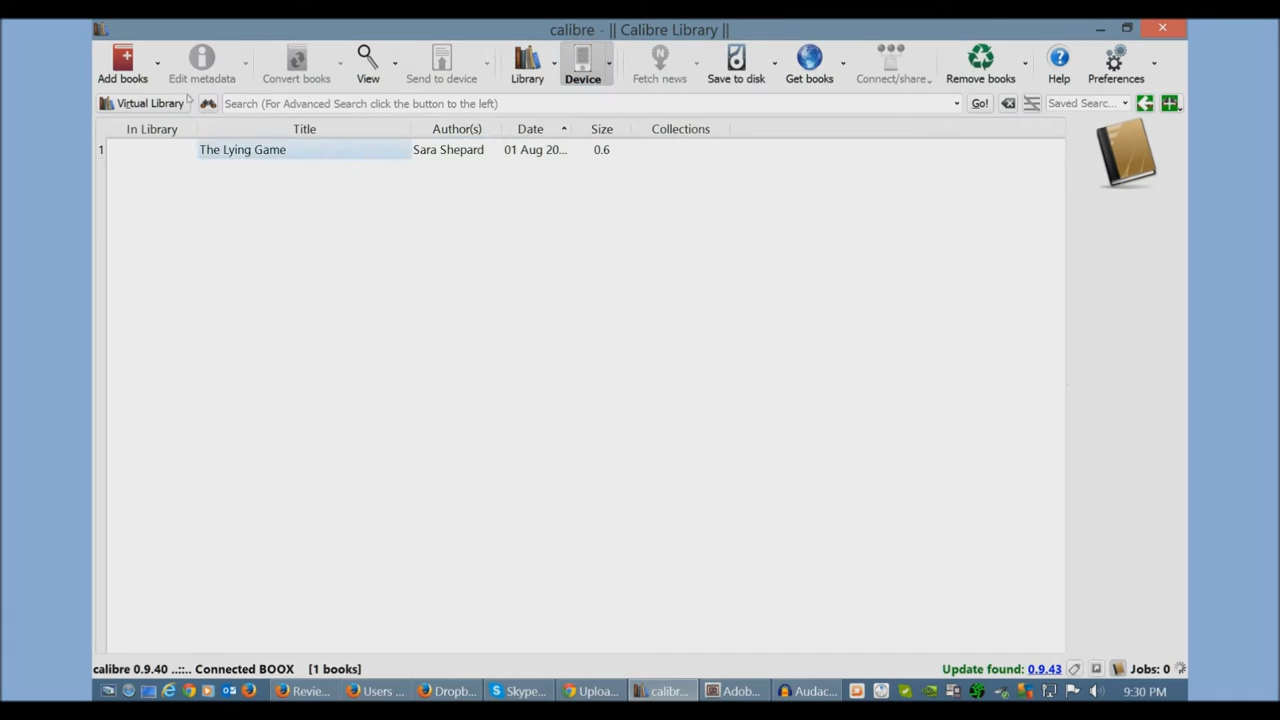 calibre - || Calibre Library ||
Add books Edit metadata Convert books View Send to device Library Device Fetch news Save to disk Get books Connect/share Remove books Help Preferences
Virtual Library Search (For Advanced Search click the button to the left) Go! Saved Searc...
In Library Title Author(s) Date Size Collections
1 The Lying Game Sara Shepard 01 Aug 20... 0.6
calibre 0.9.40 ..::.. Connected BOOX [1 books] Update found: 0.9.43 Jobs: 0
Revie... Users ... Dropb... Skype... Uploa... calibr... Adob... Audac... 9:30 PM